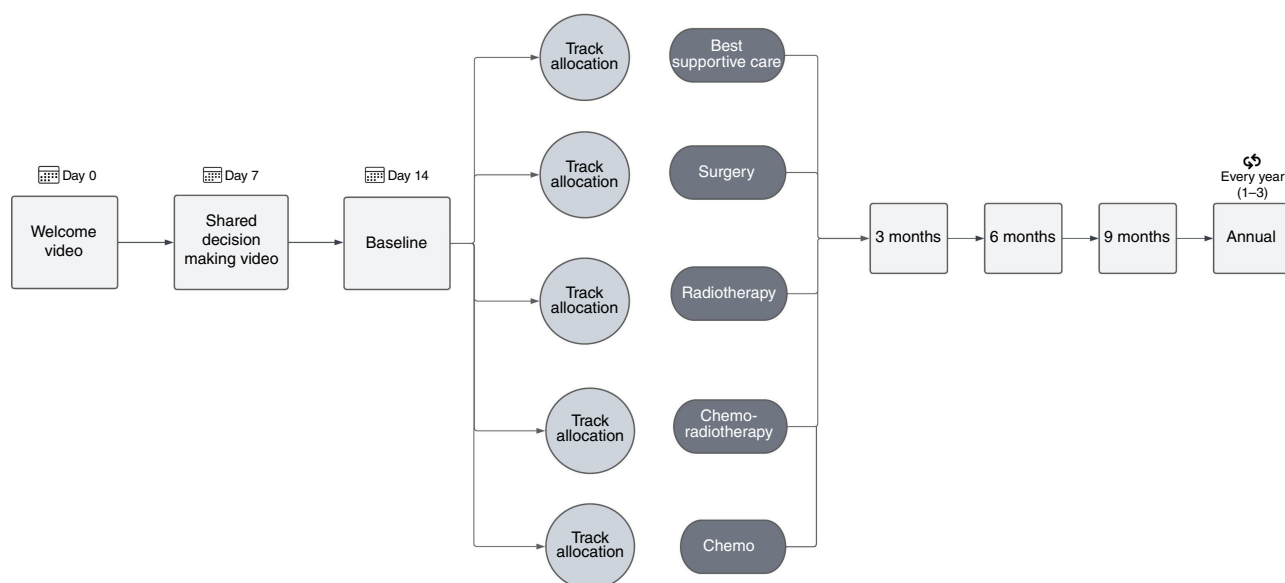 Day 0
Welcome
video
Day 7
Shared
decision
making video
Day 14
Baseline
Track
allocation
Best
supportive care
Track
allocation
Surgery
Track
allocation
Radiotherapy
Track
allocation
Chemo-
radiotherapy
Track
allocation
Chemo
3 months
6 months
9 months
Every year
(1–3)
Annual